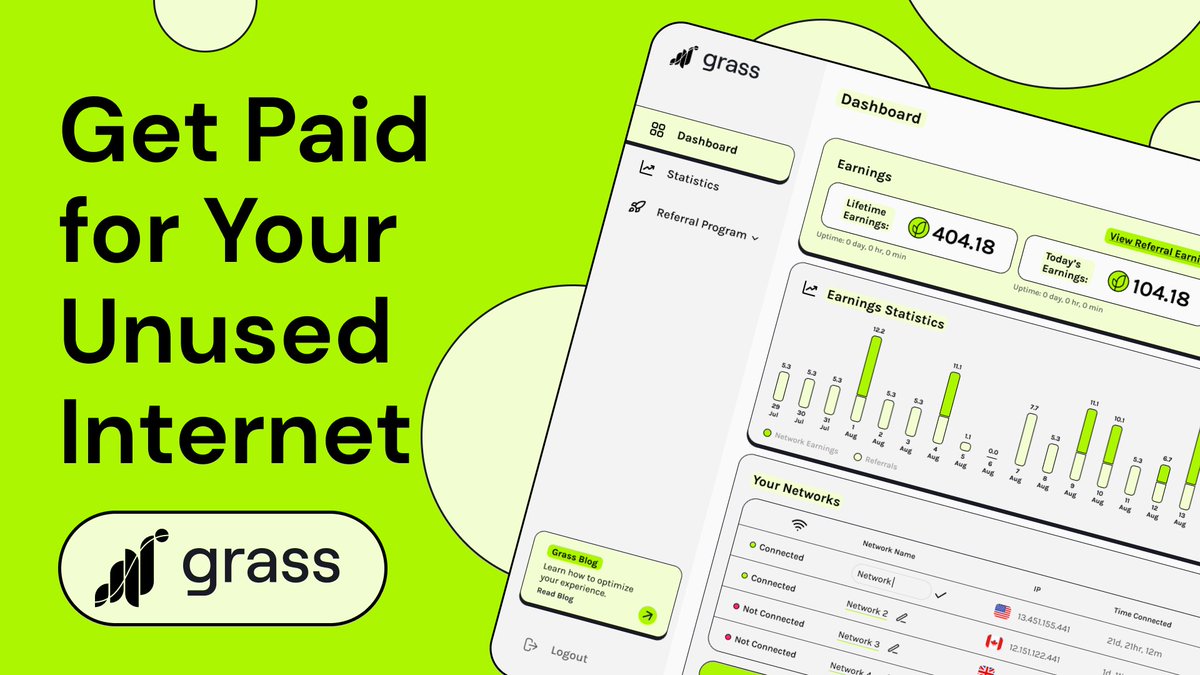 Get Paid
for Your
Unused
Internet
grass
grass
Dashboard
Statistics
Referral Program
Grass Blog
Learn how to optimize
your experience.
Read Blog
Logout
Dashboard
Earnings
Lifetime
Earnings:
404.18
Uptime: 0 day, 0 hr, 0 min
View Referral
Today's
Earnings:
104.18
Uptime: 0 day, 0 hr, 0 min
Earnings Statistics
5.3 5.3 5.3 12.2 5.3 5.3 11.1 1.1 0.0 7.7 5.3 11.1 10.1 5.3 6.7
29 30 31 1 2 3 4 5 6 7 8 9 10 11 12 13
Jul Jul Jul Aug Aug Aug Aug Aug Aug Aug Aug Aug Aug Aug Aug Aug
Network Earnings
Referrals
Your Networks
Network Name IP Time Connected
Connected Network 13.451.155.441 21d, 21hr, 12m
Connected Network 2 12.151.122.441
Not Connected Network 3
Not Connected